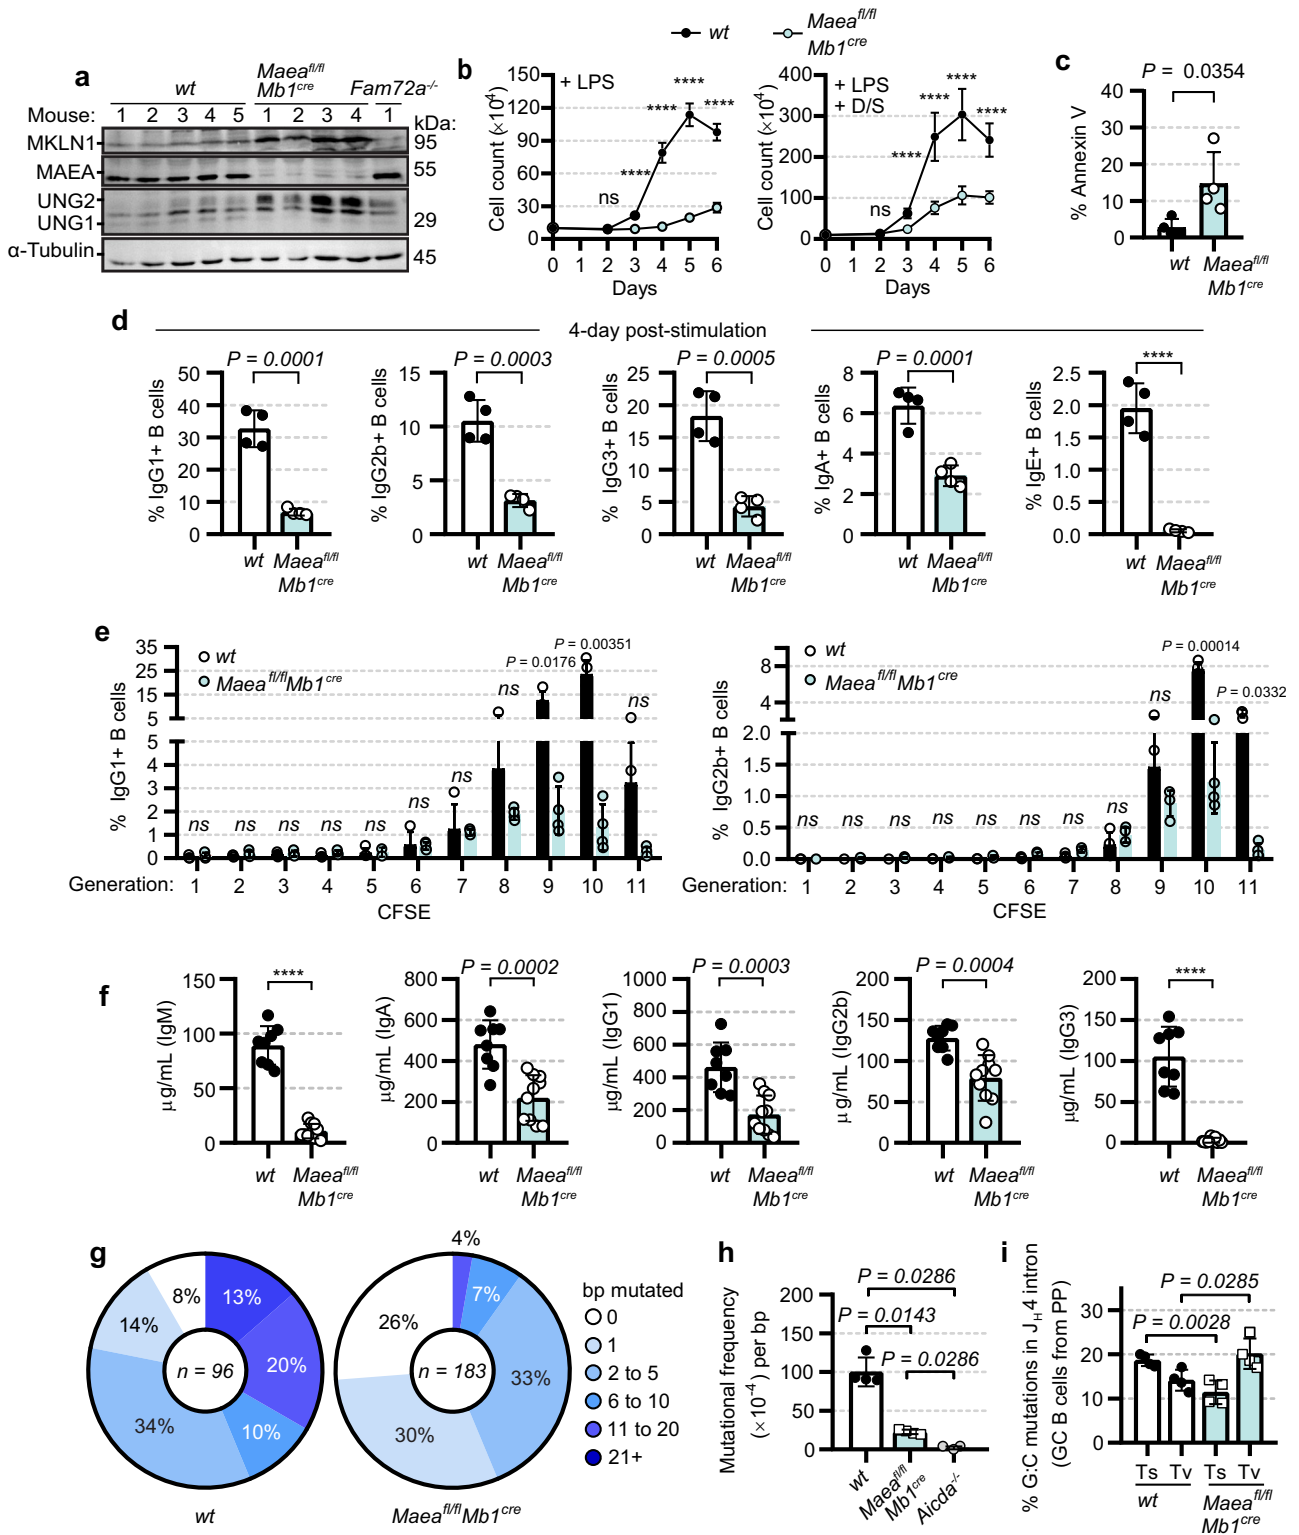 wt
Maea fl/fl
Mb1 cre
a
wt
Maea fl/fl
Mb1 cre
Fam72a -/-
Mouse: 1 2 3 4 5 1 2 3 4 1 kDa:
MKLN1 95
MAEA 55
UNG2
UNG1 29
α-Tubulin 45
b
+ LPS
Cell count (×10⁴)
150
120
90
60
30
0
ns **** **** **** ****
0 1 2 3 4 5 6
Days
+ LPS
+ D/S
Cell count (×10⁴)
400
300
200
100
0
ns **** **** **** ****
0 1 2 3 4 5 6
Days
c
P = 0.0354
% Annexin V
40
30
20
10
0
wt Maea fl/fl
Mb1 cre
d
4-day post-stimulation
P = 0.0001
% IgG1+ B cells
50
40
30
20
10
0
wt Maea fl/fl
Mb1 cre
P = 0.0003
% IgG2b+ B cells
15
10
5
0
wt Maea fl/fl
Mb1 cre
P = 0.0005
% IgG3+ B cells
25
20
15
10
5
0
wt Maea fl/fl
Mb1 cre
P = 0.0001
% IgA+ B cells
8
6
4
2
0
wt Maea fl/fl
Mb1 cre
****
% IgE+ B cells
2.5
2.0
1.5
1.0
0.5
0.0
wt Maea fl/fl
Mb1 cre
e
wt
Maea fl/fl Mb1 cre
% IgG1+ B cells
35
25
15
5
5
4
3
2
1
0
ns ns ns ns ns ns ns ns P = 0.0176 P = 0.00351 ns
Generation: 1 2 3 4 5 6 7 8 9 10 11
CFSE
wt
Maea fl/fl Mb1 cre
% IgG2b+ B cells
8
4
2.0
1.5
1.0
0.5
0.0
ns ns ns ns ns ns ns ns ns P = 0.00014 P = 0.0332
Generation: 1 2 3 4 5 6 7 8 9 10 11
CFSE
f
****
µg/mL (IgM)
150
100
50
0
wt Maea fl/fl
Mb1 cre
P = 0.0002
µg/mL (IgA)
800
600
400
200
0
wt Maea fl/fl
Mb1 cre
P = 0.0003
µg/mL (IgG1)
1000
800
600
400
200
0
wt Maea fl/fl
Mb1 cre
P = 0.0004
µg/mL (IgG2b)
200
150
100
50
0
wt Maea fl/fl
Mb1 cre
****
µg/mL (IgG3)
200
150
100
50
0
wt Maea fl/fl
Mb1 cre
g
8%
13%
14%
20%
n = 96
34%
10%
wt
4%
7%
26%
33%
n = 183
30%
Maea fl/fl Mb1 cre
bp mutated
0
1
2 to 5
6 to 10
11 to 20
21+
h
P = 0.0286
P = 0.0143
P = 0.0286
Mutational frequency
(×10⁻⁴) per bp
200
150
100
50
0
wt
Maea fl/fl
Mb1 cre
Aicda -/-
i
P = 0.0285
P = 0.0028
% G:C mutations in JH4 intron
(GC B cells from PP)
30
20
10
0
Ts Tv Ts Tv
wt Maea fl/fl
Mb1 cre